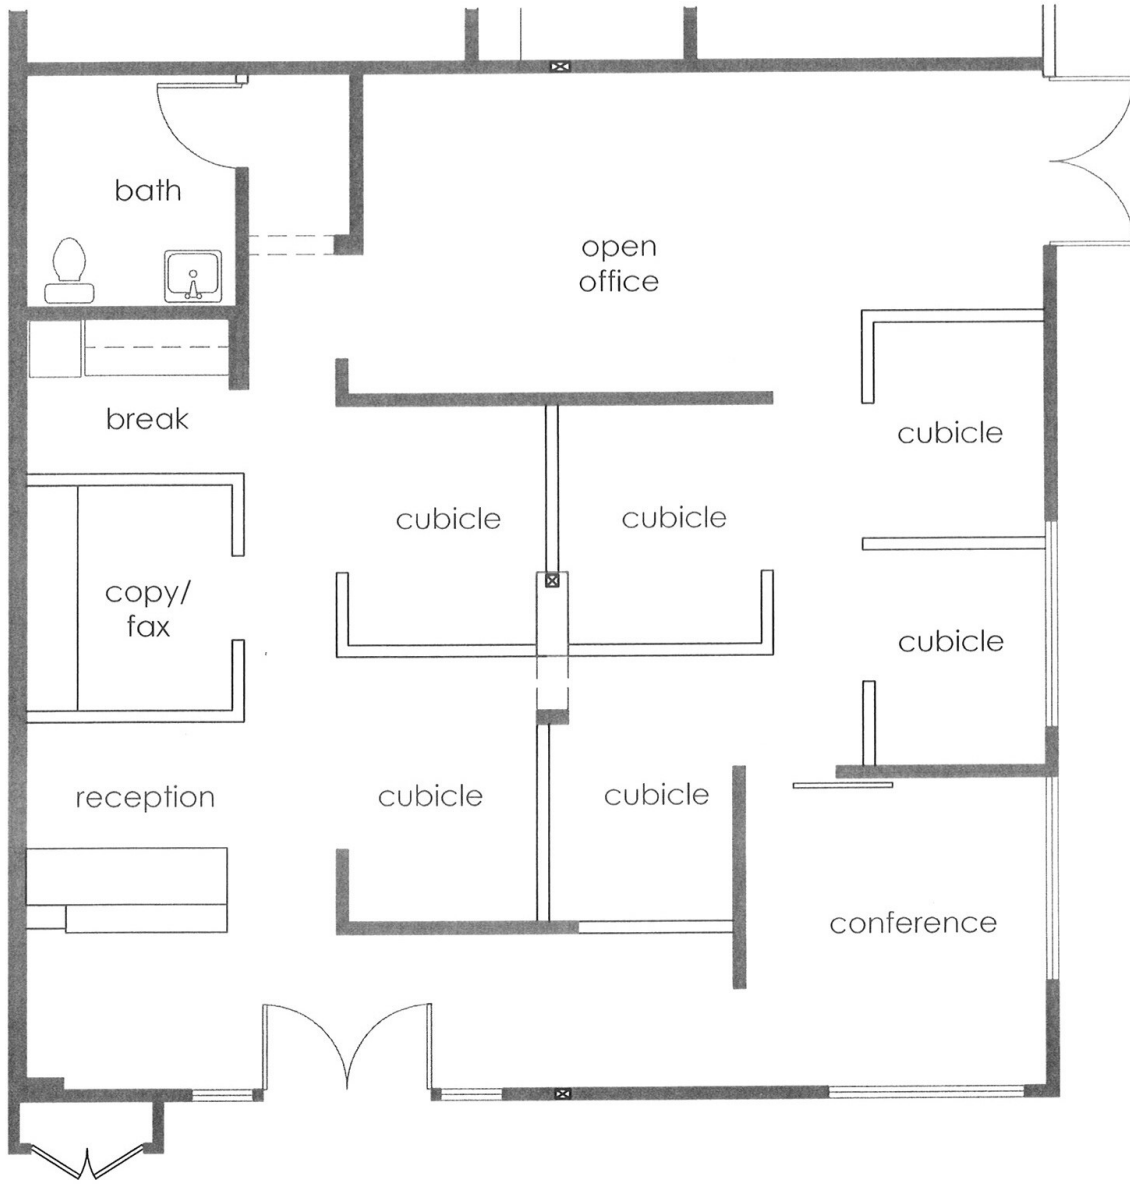 bath
open
office
break
cubicle
cubicle
cubicle
copy/
fax
cubicle
reception
cubicle
cubicle
conference